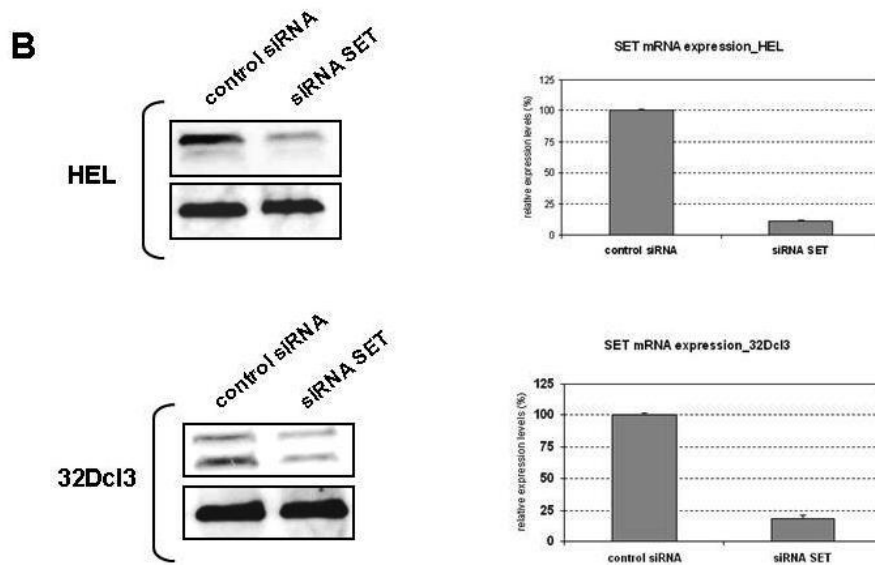 B
control siRNA
siRNA SET
HEL
SET mRNA expression_HEL
relative expression levels (%)
125
100
75
50
25
0
control siRNA
siRNA SET
control siRNA
siRNA SET
32Dcl3
SET mRNA expression_32Dcl3
relative expression levels (%)
125
100
75
50
25
0
control siRNA
siRNA SET